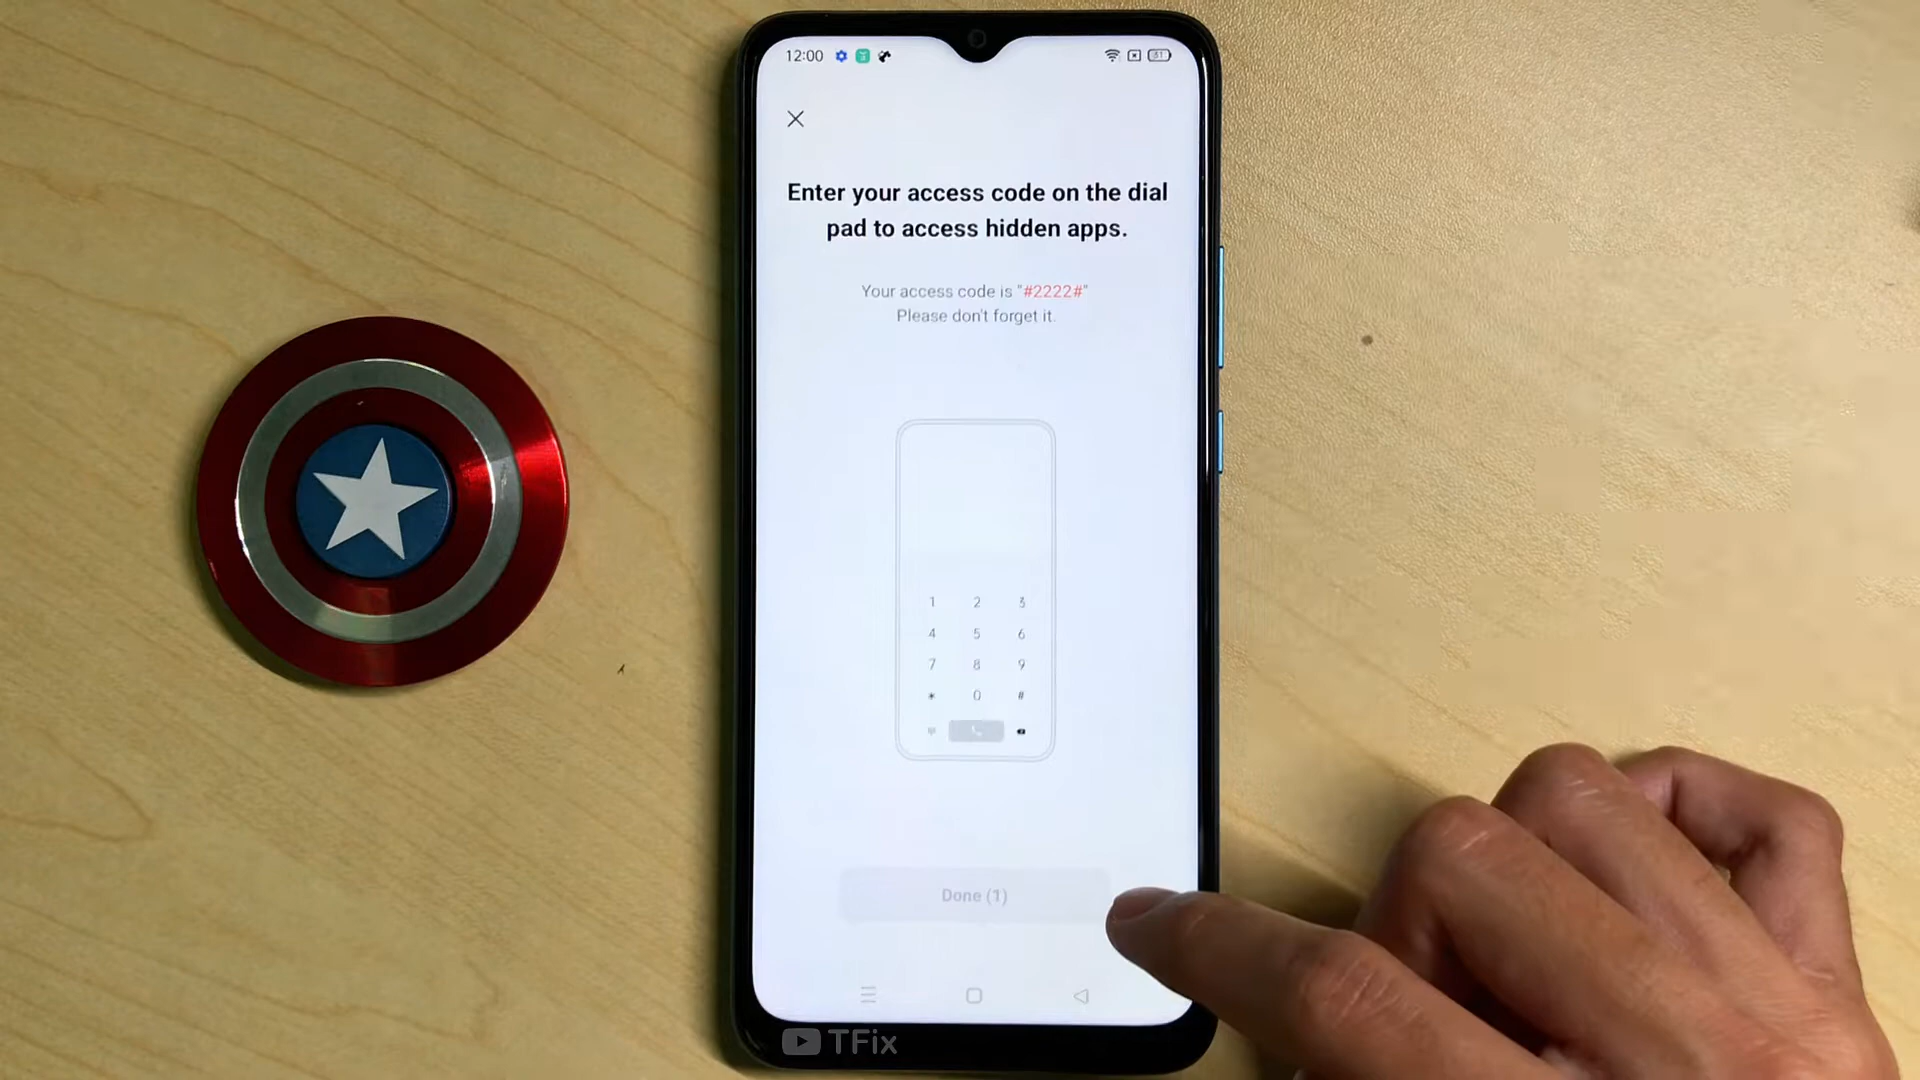 12:00
Enter your access code on the dial
pad to access hidden apps.
Your access code is "#2222#"
Please don't forget it.
1 2 3
4 5 6
7 8 9
* 0 #
Done (1)
TFix